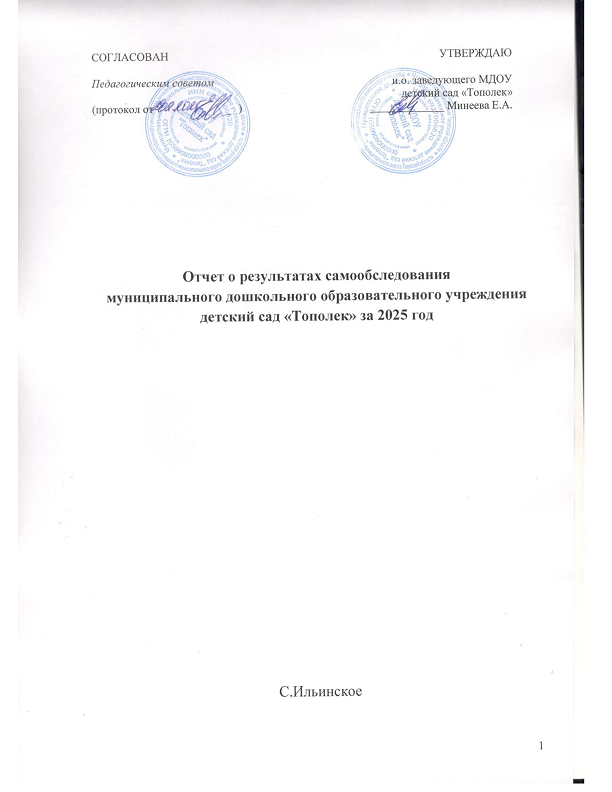 СОГЛАСОВАН
Педагогическим советом
(протокол от )
УТВЕРЖДАЮ
и.о. заведующего МДОУ
детский сад «Тополек»
Минеева Е.А.
Отчет о результатах самообследования
муниципального дошкольного образовательного учреждения
детский сад «Тополек» за 2025 год
С.Ильинское
1